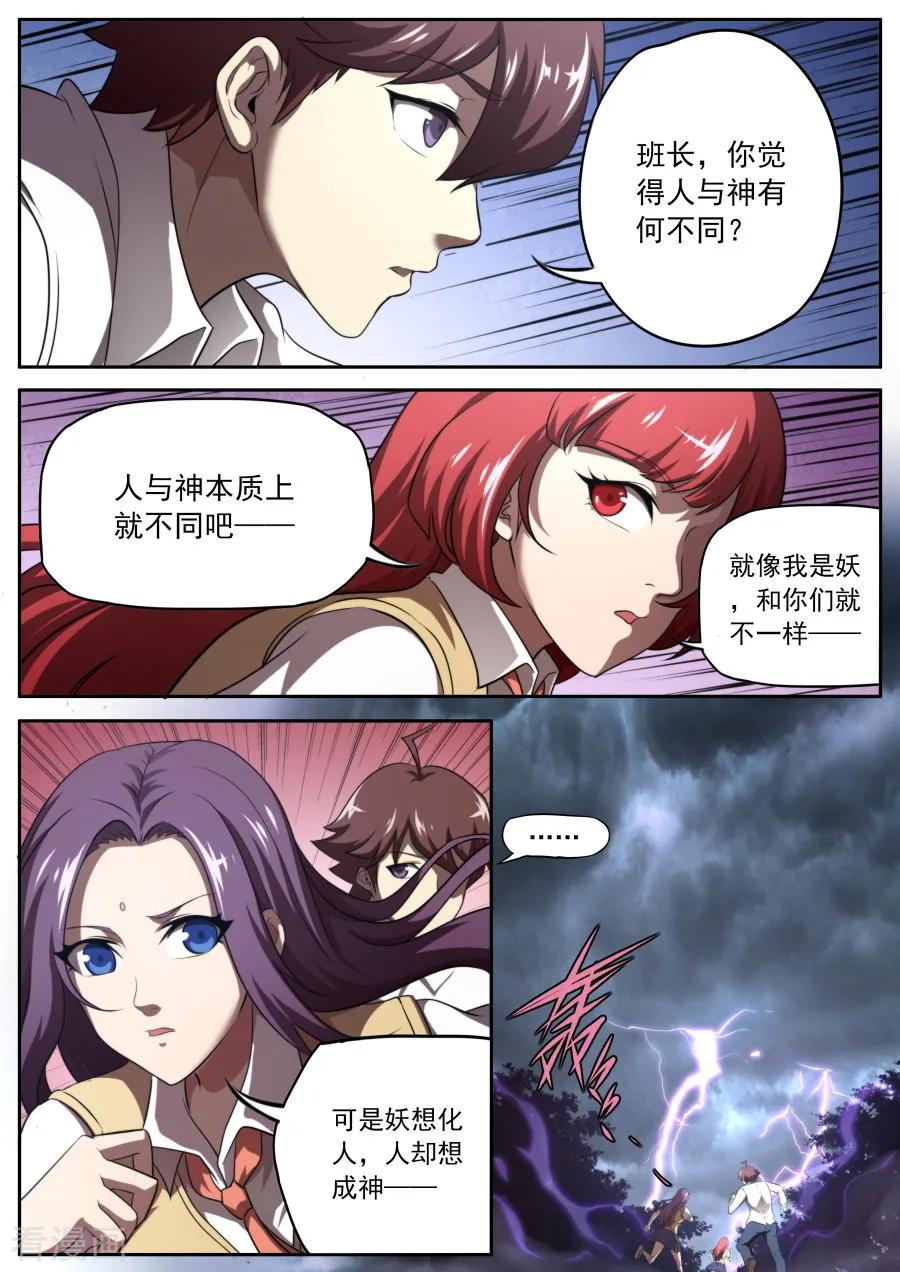 班长，你觉
得人与神有
何不同？
人与神本质上
就不同吧——
就像我是妖
，和你们就
不一样——
……
可是妖想化
人，人却想
成神——
轰隆
看漫画